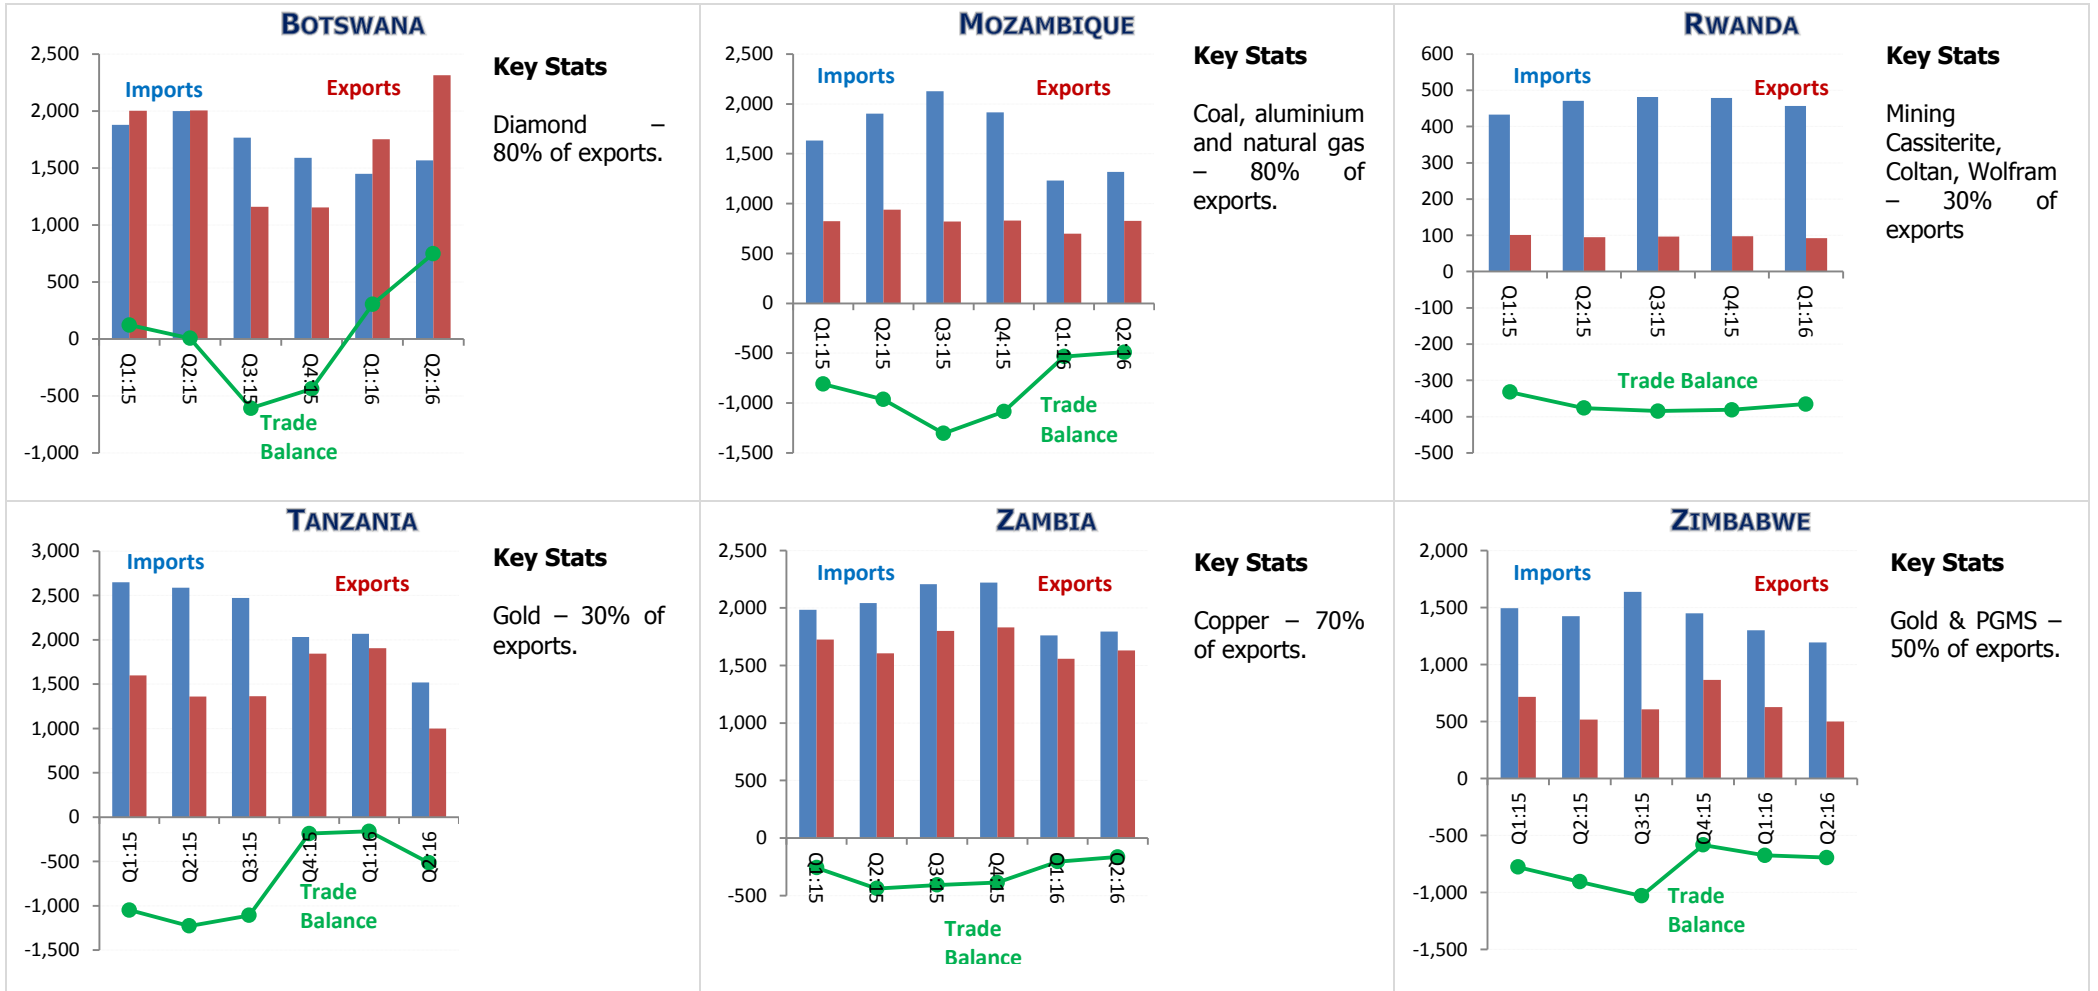 BOTSWANA
2,500
2,000
1,500
1,000
500
0
-500
-1,000
Imports
Exports
Q1:15
Q2:15
Q3:15
Q4:15
Q1:16
Q2:16
Trade
Balance
Key Stats
Diamond –
80% of exports.
MOZAMBIQUE
2,500
2,000
1,500
1,000
500
0
-500
-1,000
-1,500
Imports
Exports
Q1:15
Q2:15
Q3:15
Q4:15
Q1:16
Q2:16
Trade
Balance
Key Stats
Coal, aluminium
and natural gas
– 80% of
exports.
RWANDA
600
500
400
300
200
100
0
-100
-200
-300
-400
-500
Imports
Exports
Q1:15
Q2:15
Q3:15
Q4:15
Q1:16
Trade Balance
Key Stats
Mining
Cassiterite,
Coltan, Wolfram
– 30% of
exports
TANZANIA
3,000
2,500
2,000
1,500
1,000
500
0
-500
-1,000
-1,500
Imports
Exports
Q1:15
Q2:15
Q3:15
Q4:15
Q1:16
Q2:16
Trade
Balance
Key Stats
Gold – 30% of
exports.
ZAMBIA
2,500
2,000
1,500
1,000
500
0
-500
Imports
Exports
Q1:15
Q2:15
Q3:15
Q4:15
Q1:16
Q2:16
Trade
Balance
Key Stats
Copper – 70%
of exports.
ZIMBABWE
2,000
1,500
1,000
500
0
-500
-1,000
-1,500
Imports
Exports
Q1:15
Q2:15
Q3:15
Q4:15
Q1:16
Q2:16
Trade
Balance
Key Stats
Gold & PGMS –
50% of exports.